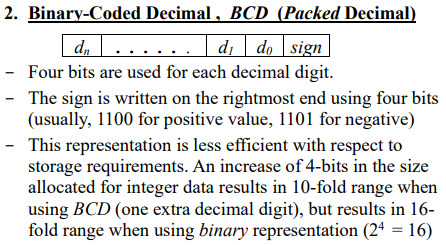 2. Binary-Coded Decimal , BCD (Packed Decimal)
dₙ . . . . . . d₁ d₀ sign
– Four bits are used for each decimal digit.
– The sign is written on the rightmost end using four bits
(usually, 1100 for positive value, 1101 for negative)
– This representation is less efficient with respect to
storage requirements. An increase of 4-bits in the size
allocated for integer data results in 10-fold range when
using BCD (one extra decimal digit), but results in 16-
fold range when using binary representation (2⁴ = 16)